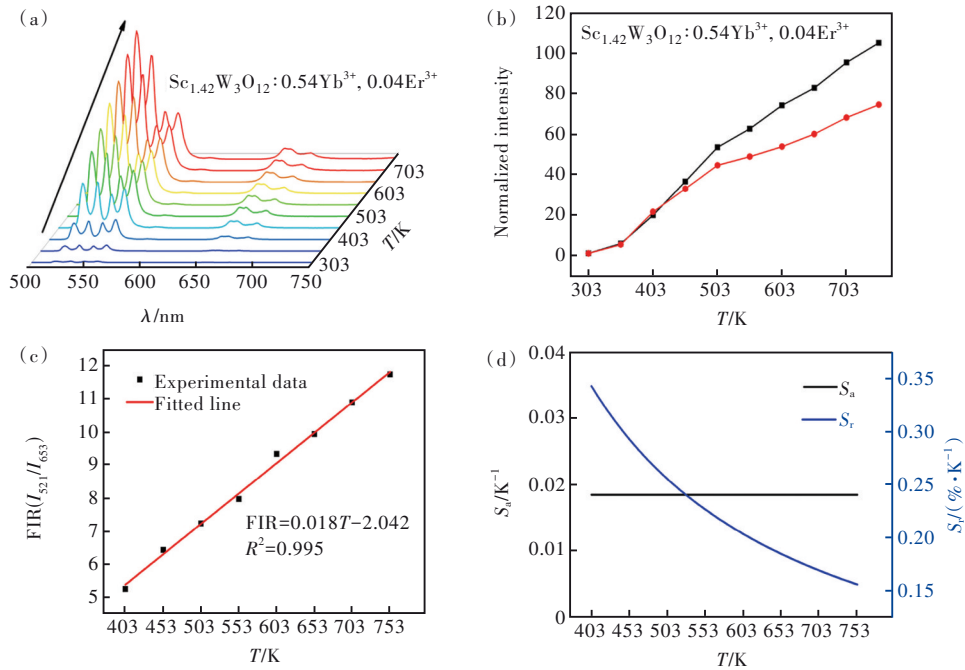 (a)
Sc1.42W3O12:0.54Yb3+, 0.04Er3+
703
603
503
403
303
T/K
500 550 600 650 700 750
λ/nm
(b)
Sc1.42W3O12:0.54Yb3+, 0.04Er3+
120
100
80
60
40
20
0
Normalized intensity
303 403 503 603 703
T/K
(c)
12
11
10
9
8
7
6
5
FIR(I521/I653)
Experimental data
Fitted line
FIR=0.018T−2.042
R2=0.995
403 453 503 553 603 653 703 753
T/K
(d)
0.04
0.03
0.02
0.01
0
Sa/K−1
Sa
Sr
0.35
0.30
0.25
0.20
0.15
Sr/(%·K−1)
403 453 503 553 603 653 703 753
T/K